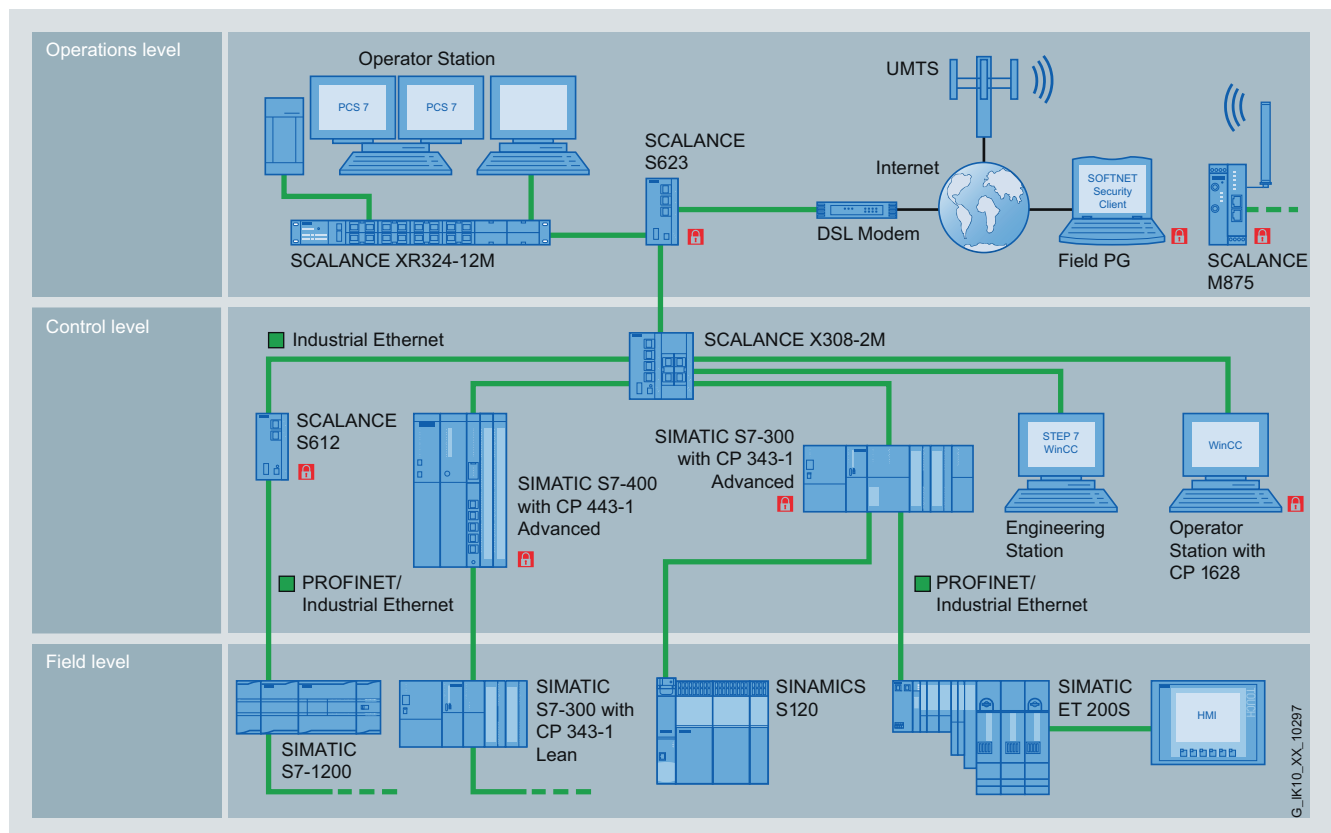 Operations level
Operator Station
PCS 7
PCS 7
SCALANCE XR324-12M
SCALANCE
S623
UMTS
Internet
DSL Modem
SOFTNET
Security
Client
Field PG
SCALANCE
M875
Control level
Industrial Ethernet
SCALANCE X308-2M
SCALANCE
S612
SIMATIC S7-400
with CP 443-1
Advanced
SIMATIC S7-300
with CP 343-1
Advanced
STEP 7
WinCC
Engineering
Station
WinCC
Operator
Station with
CP 1628
PROFINET/
Industrial Ethernet
PROFINET/
Industrial Ethernet
Field level
SIMATIC
S7-1200
SIMATIC
S7-300 with
CP 343-1
Lean
SINAMICS
S120
SIMATIC
ET 200S
HMI
G_IK10_XX_10297